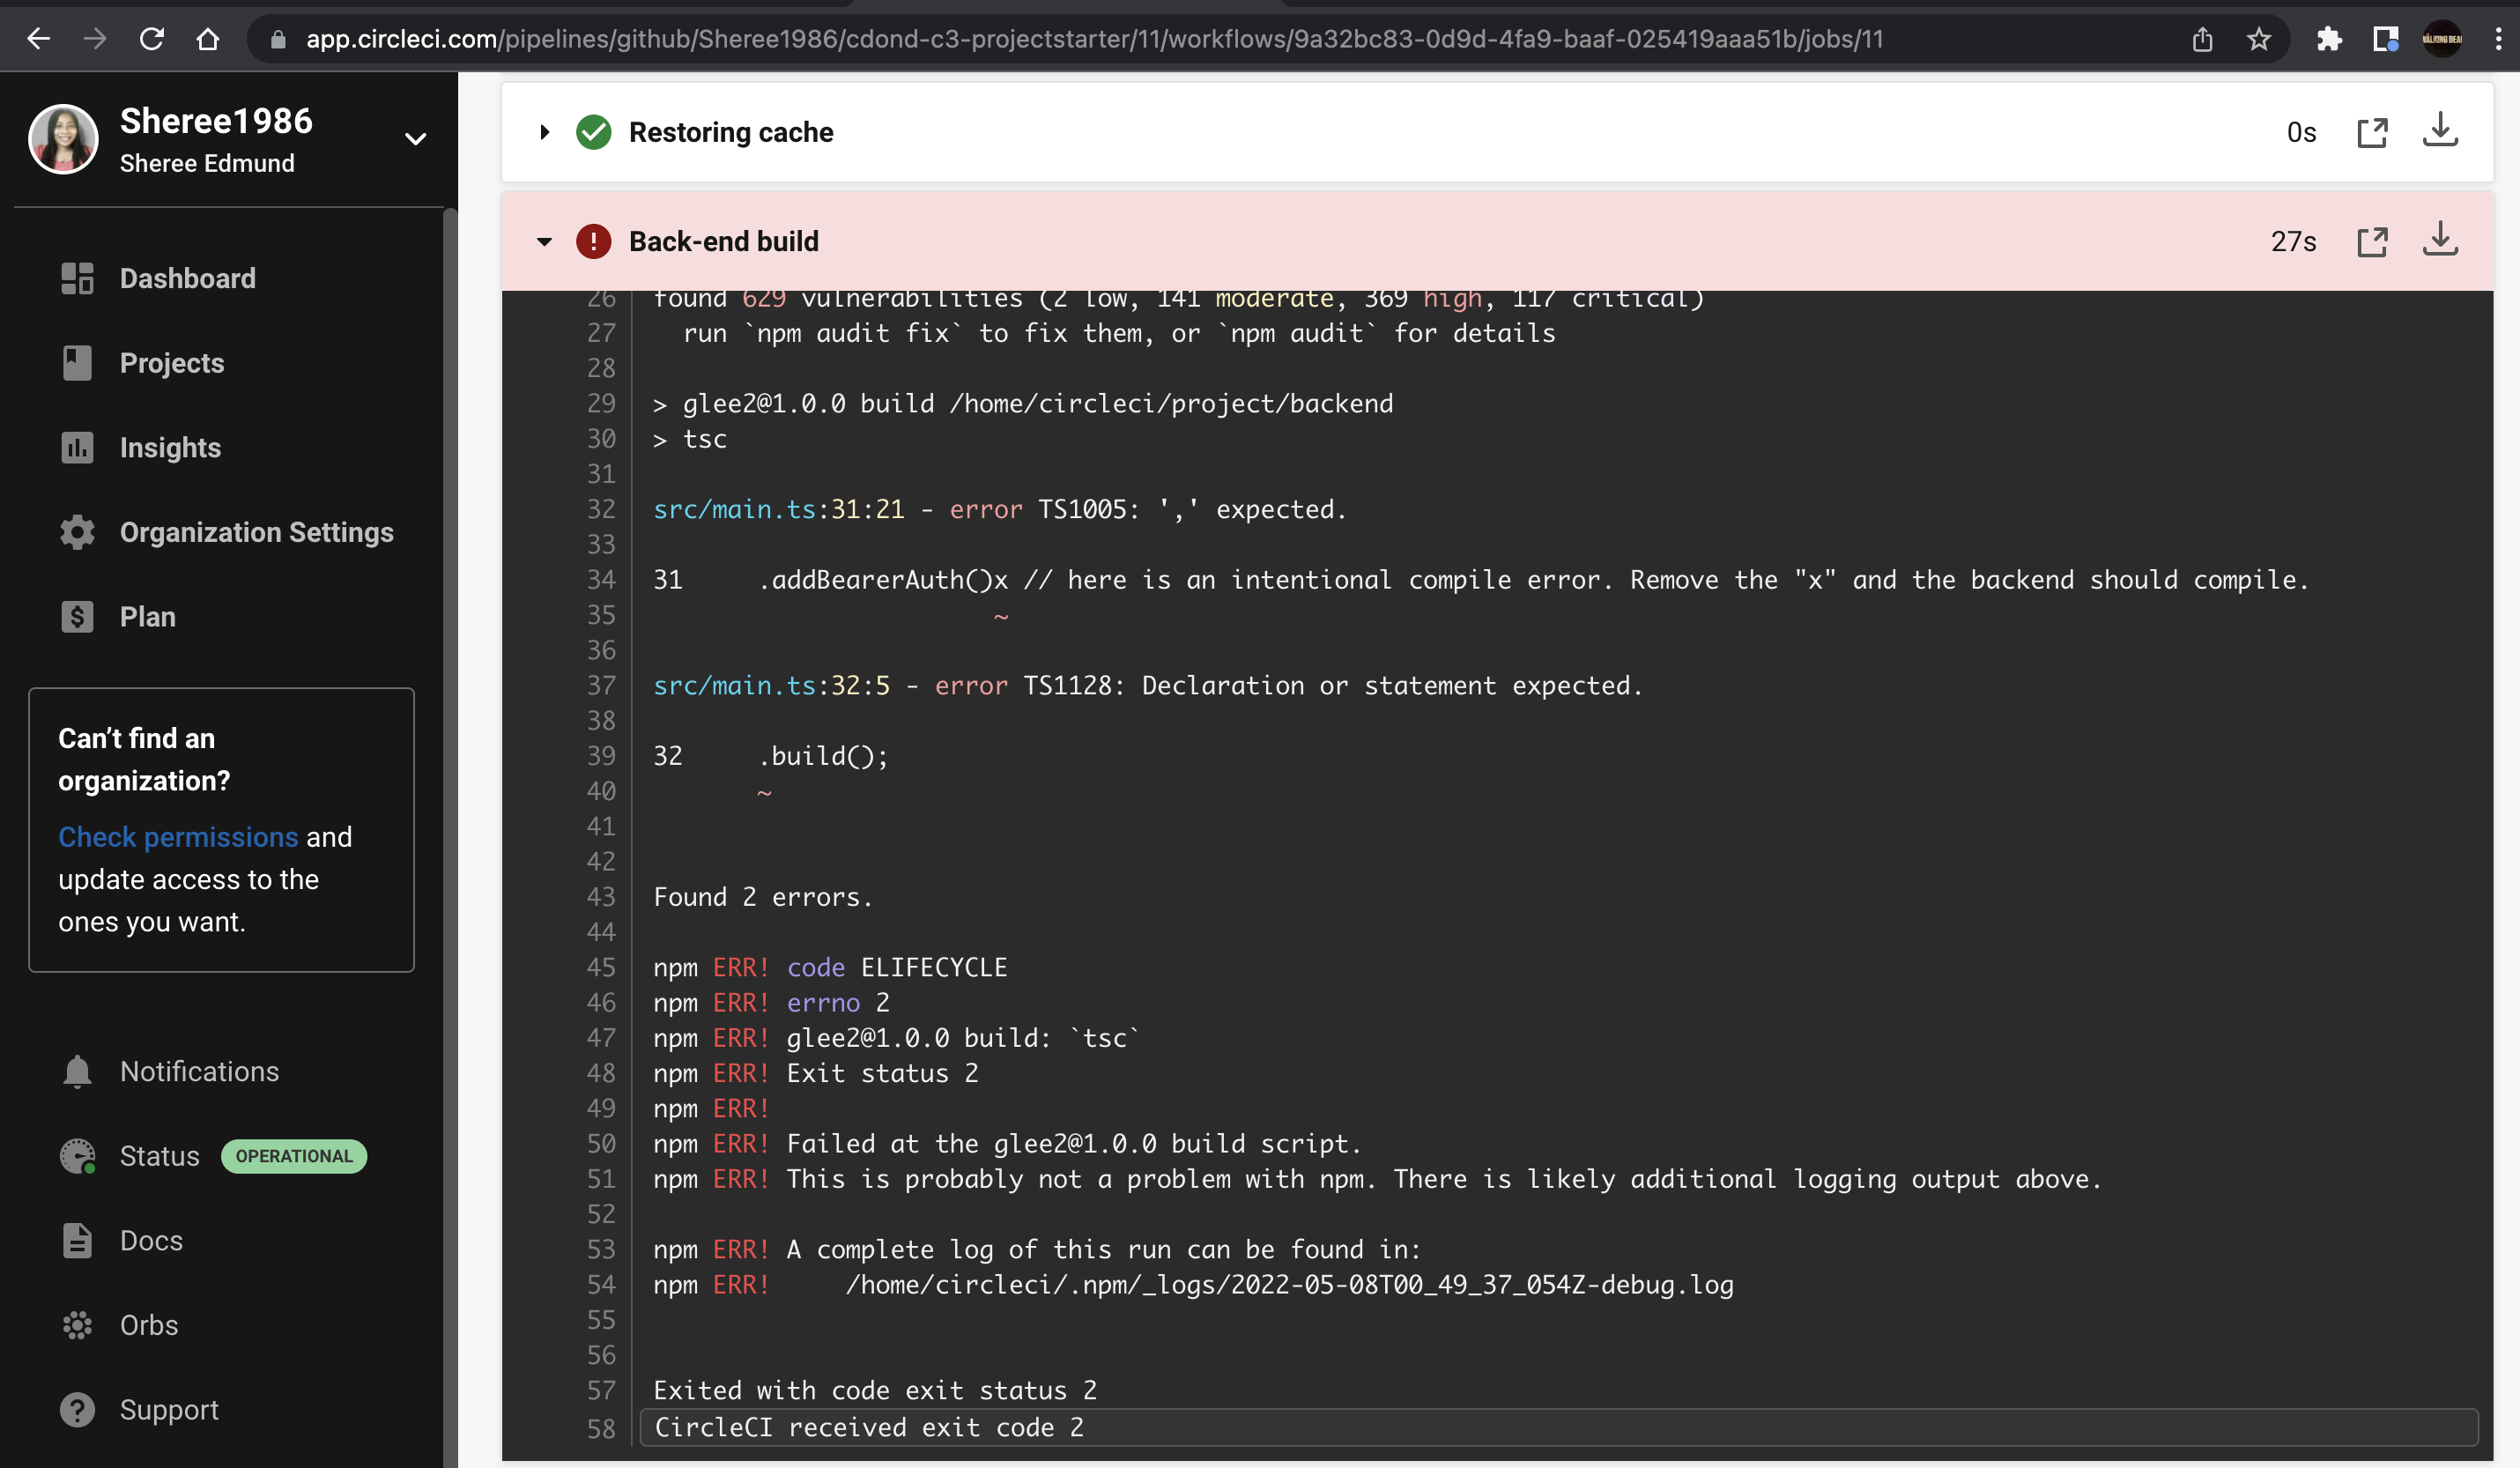 app.circleci.com/pipelines/github/Sheree1986/cdond-c3-projectstarter/11/workflows/9a32bc83-0d9d-4fa9-baaf-025419aaa51b/jobs/11
Sheree1986
Sheree Edmund
Dashboard
Projects
Insights
Organization Settings
Plan
Can't find an
organization?
Check permissions and
update access to the
ones you want.
Notifications
Status OPERATIONAL
Docs
Orbs
Support
Restoring cache 0s
Back-end build 27s
26 found 629 vulnerabilities (2 low, 141 moderate, 369 high, 117 critical)
27 run `npm audit fix` to fix them, or `npm audit` for details
28
29 > glee2@1.0.0 build /home/circleci/project/backend
30 > tsc
31
32 src/main.ts:31:21 - error TS1005: ',' expected.
33
34 31 .addBearerAuth()x // here is an intentional compile error. Remove the "x" and the backend should compile.
35 ~
36
37 src/main.ts:32:5 - error TS1128: Declaration or statement expected.
38
39 32 .build();
40 ~
41
42
43 Found 2 errors.
44
45 npm ERR! code ELIFECYCLE
46 npm ERR! errno 2
47 npm ERR! glee2@1.0.0 build: `tsc`
48 npm ERR! Exit status 2
49 npm ERR!
50 npm ERR! Failed at the glee2@1.0.0 build script.
51 npm ERR! This is probably not a problem with npm. There is likely additional logging output above.
52
53 npm ERR! A complete log of this run can be found in:
54 npm ERR! /home/circleci/.npm/_logs/2022-05-08T00_49_37_054Z-debug.log
55
56
57 Exited with code exit status 2
58 CircleCI received exit code 2